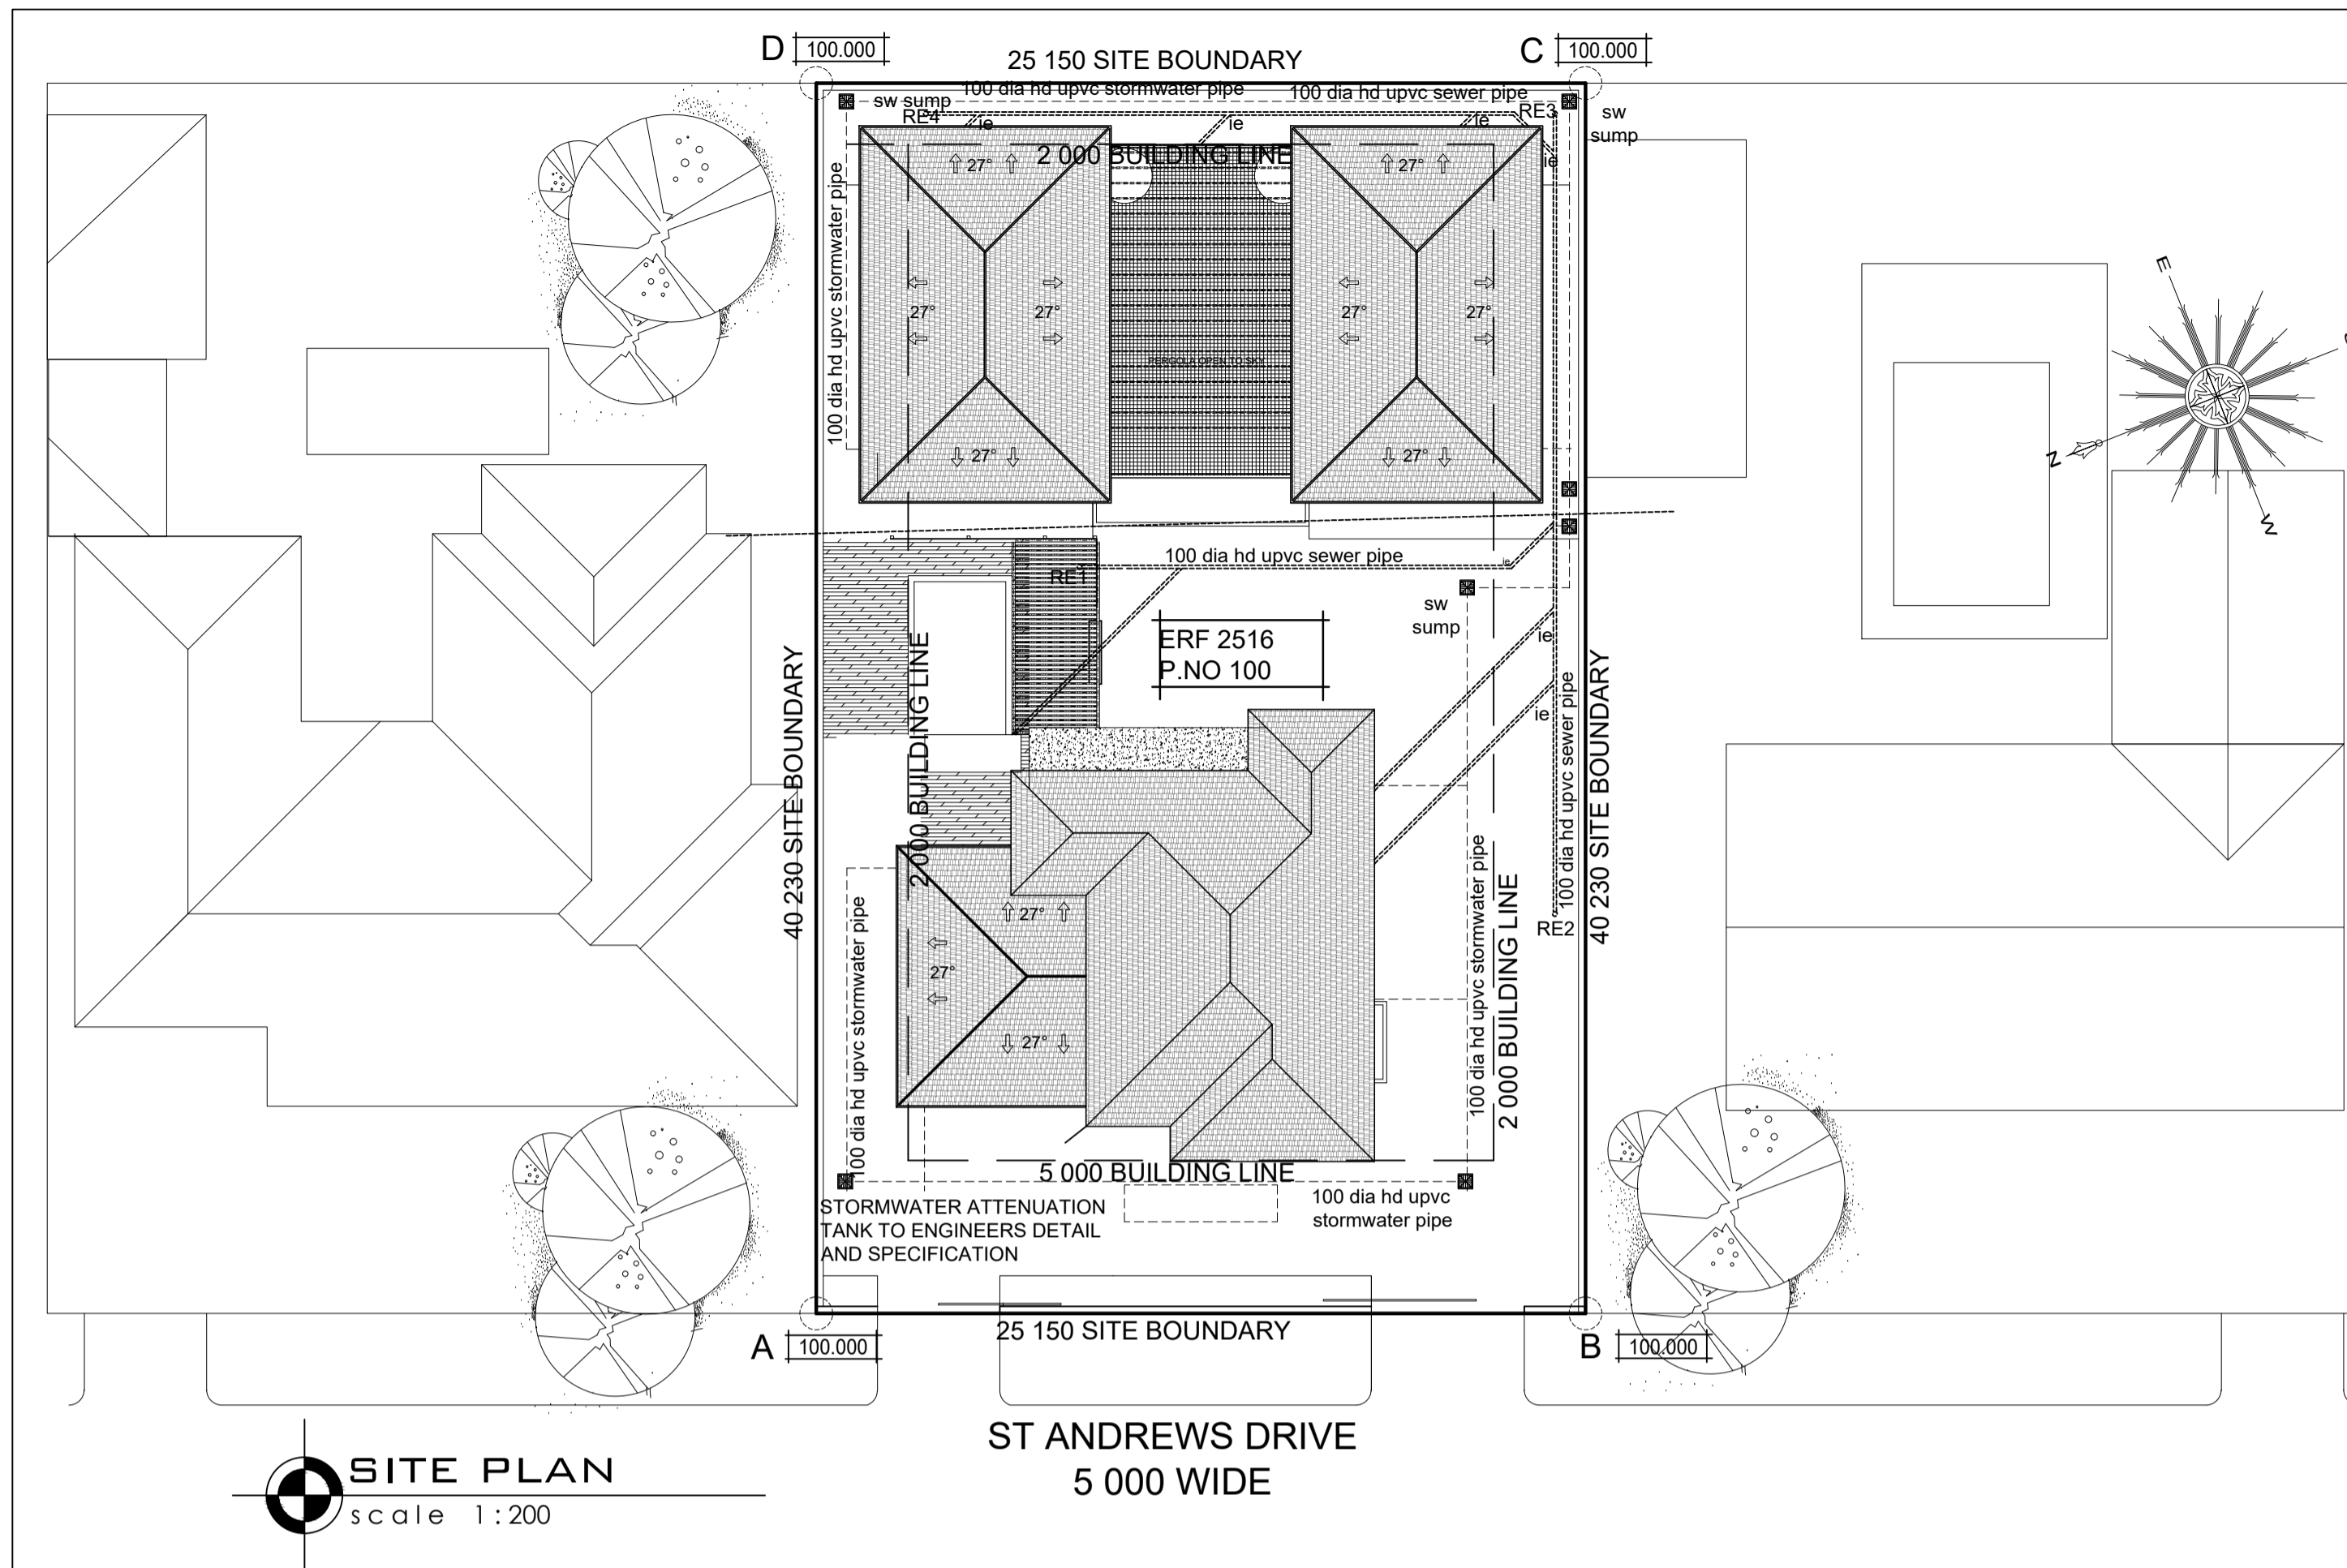 D 100.000
25 150 SITE BOUNDARY
C 100.000
100 dia hd upvc stormwater pipe
100 dia hd upvc sewer pipe
sw sump
RE4
ie
ie
ie
RE3
sw
sump
ie
2 000 BUILDING LINE
27°
27°
100 dia hd upvc stormwater pipe
27°
27°
27°
27°
PERGOLA OPEN TO SKY
27°
27°
E
N
W
100 dia hd upvc sewer pipe
ie
RE1
sw
sump
ERF 2516
P.NO 100
ie
ie
40 230 SITE BOUNDARY
2 000 BUILDING LINE
100 dia hd upvc sewer pipe
40 230 SITE BOUNDARY
RE2
27°
27°
27°
100 dia hd upvc stormwater pipe
100 dia hd upvc stormwater pipe
2 000 BUILDING LINE
5 000 BUILDING LINE
STORMWATER ATTENUATION
TANK TO ENGINEERS DETAIL
AND SPECIFICATION
100 dia hd upvc
stormwater pipe
25 150 SITE BOUNDARY
A 100.000
B 100.000
ST ANDREWS DRIVE
5 000 WIDE
SITE PLAN
scale 1:200